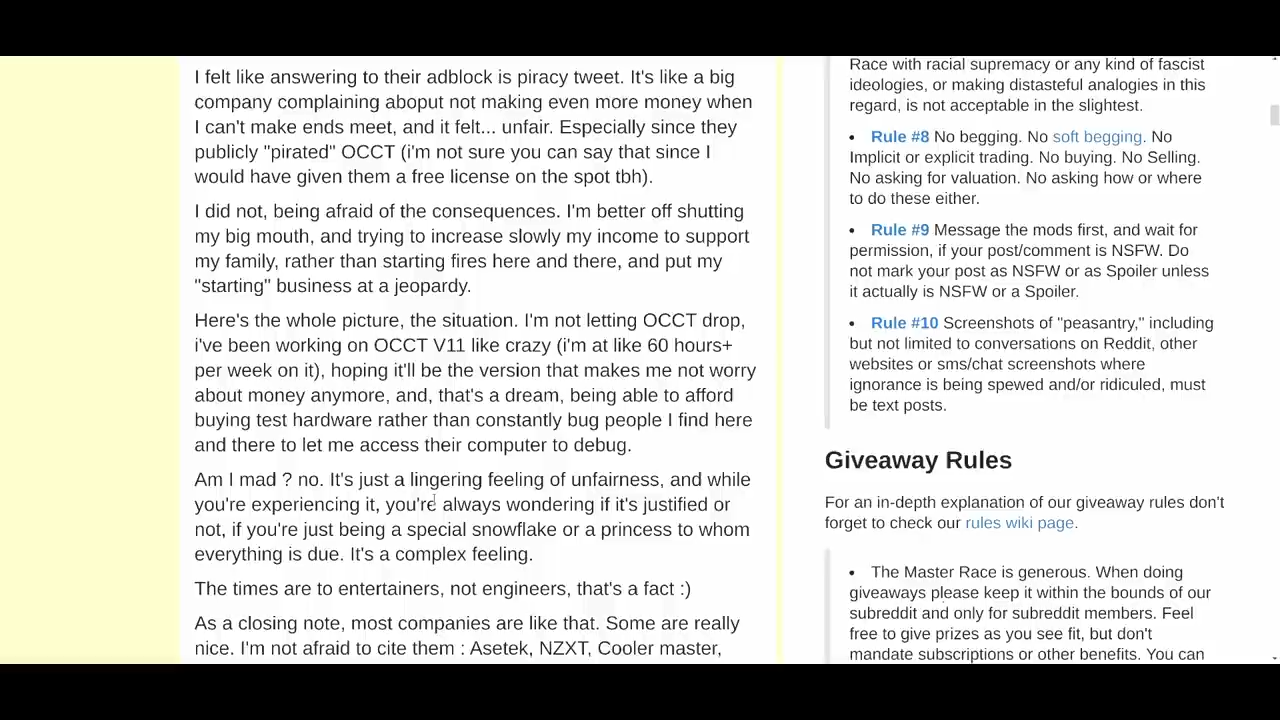 I felt like answering to their adblock is piracy tweet. It's like a big
company complaining aboput not making even more money when
I can't make ends meet, and it felt... unfair. Especially since they
publicly "pirated" OCCT (i'm not sure you can say that since I
would have given them a free license on the spot tbh).
I did not, being afraid of the consequences. I'm better off shutting
my big mouth, and trying to increase slowly my income to support
my family, rather than starting fires here and there, and put my
"starting" business at a jeopardy.
Here's the whole picture, the situation. I'm not letting OCCT drop,
i've been working on OCCT V11 like crazy (i'm at like 60 hours+
per week on it), hoping it'll be the version that makes me not worry
about money anymore, and, that's a dream, being able to afford
buying test hardware rather than constantly bug people I find here
and there to let me access their computer to debug.
Am I mad ? no. It's just a lingering feeling of unfairness, and while
you're experiencing it, you're always wondering if it's justified or
not, if you're just being a special snowflake or a princess to whom
everything is due. It's a complex feeling.
The times are to entertainers, not engineers, that's a fact :)
As a closing note, most companies are like that. Some are really
nice. I'm not afraid to cite them : Asetek, NZXT, Cooler master,
Race with racial supremacy or any kind of fascist
ideologies, or making distasteful analogies in this
regard, is not acceptable in the slightest.
• Rule #8 No begging. No soft begging. No
Implicit or explicit trading. No buying. No Selling.
No asking for valuation. No asking how or where
to do these either.
• Rule #9 Message the mods first, and wait for
permission, if your post/comment is NSFW. Do
not mark your post as NSFW or as Spoiler unless
it actually is NSFW or a Spoiler.
• Rule #10 Screenshots of "peasantry," including
but not limited to conversations on Reddit, other
websites or sms/chat screenshots where
ignorance is being spewed and/or ridiculed, must
be text posts.
Giveaway Rules
For an in-depth explanation of our giveaway rules don't
forget to check our rules wiki page.
• The Master Race is generous. When doing
giveaways please keep it within the bounds of our
subreddit and only for subreddit members. Feel
free to give prizes as you see fit, but don't
mandate subscriptions or other benefits. You can